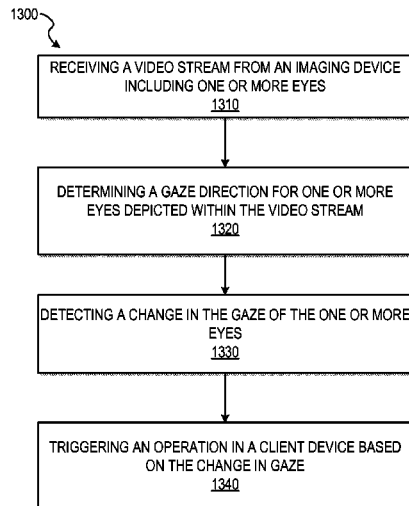 1300
RECEIVING A VIDEO STREAM FROM AN IMAGING DEVICE
INCLUDING ONE OR MORE EYES
1310
DETERMINING A GAZE DIRECTION FOR ONE OR MORE
EYES DEPICTED WITHIN THE VIDEO STREAM
1320
DETECTING A CHANGE IN THE GAZE OF THE ONE OR MORE
EYES
1330
TRIGGERING AN OPERATION IN A CLIENT DEVICE BASED
ON THE CHANGE IN GAZE
1340